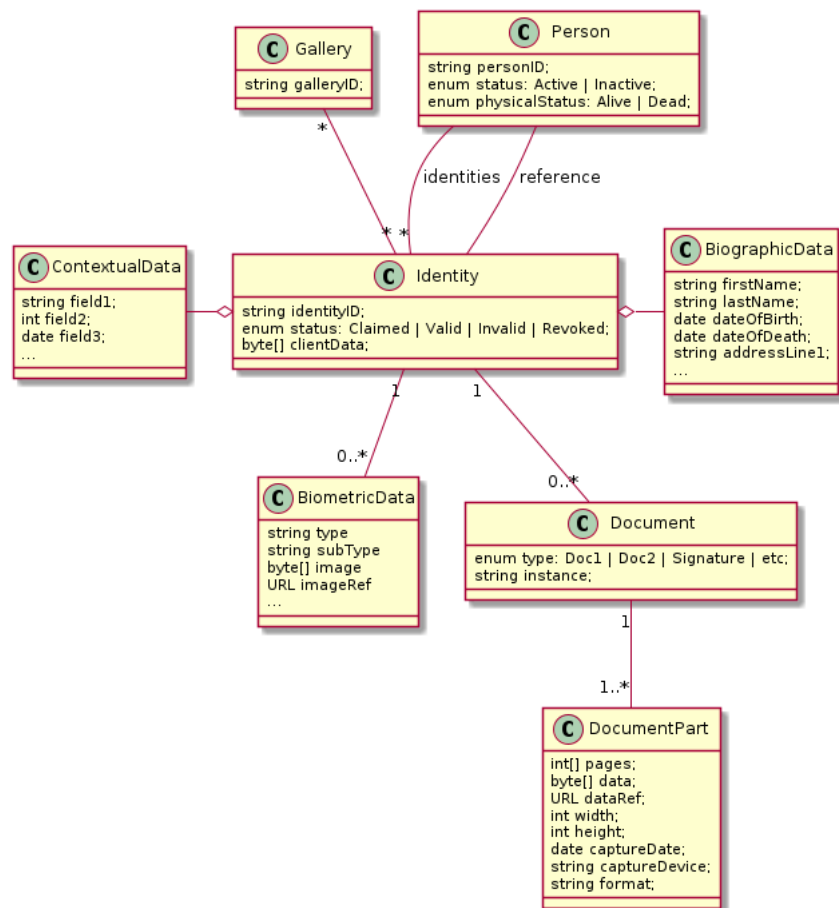 C Gallery
string galleryID;
C Person
string personID;
enum status: Active | Inactive;
enum physicalStatus: Alive | Dead;
*
identities
reference
*
*
C ContextualData
string field1;
int field2;
date field3;
...
C Identity
string identityID;
enum status: Claimed | Valid | Invalid | Revoked;
byte[] clientData;
C BiographicData
string firstName;
string lastName;
date dateOfBirth;
date dateOfDeath;
string addressLine1;
...
1
1
0..*
0..*
C BiometricData
string type
string subType
byte[] image
URL imageRef
...
C Document
enum type: Doc1 | Doc2 | Signature | etc;
string instance;
1
1..*
C DocumentPart
int[] pages;
byte[] data;
URL dataRef;
int width;
int height;
date captureDate;
string captureDevice;
string format;